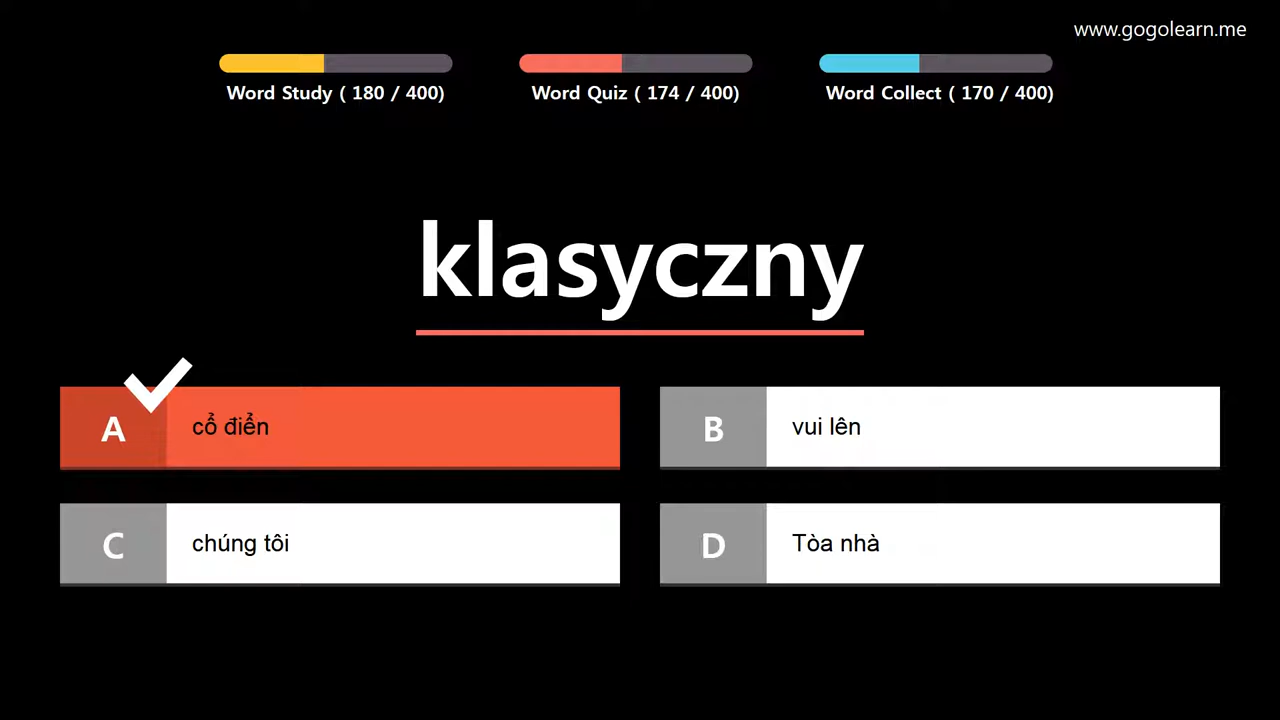 www.gogolearn.me
Word Study ( 180 / 400)
Word Quiz ( 174 / 400)
Word Collect ( 170 / 400)
klasyczny
A
cổ điển
B
vui lên
C
chúng tôi
D
Tòa nhà